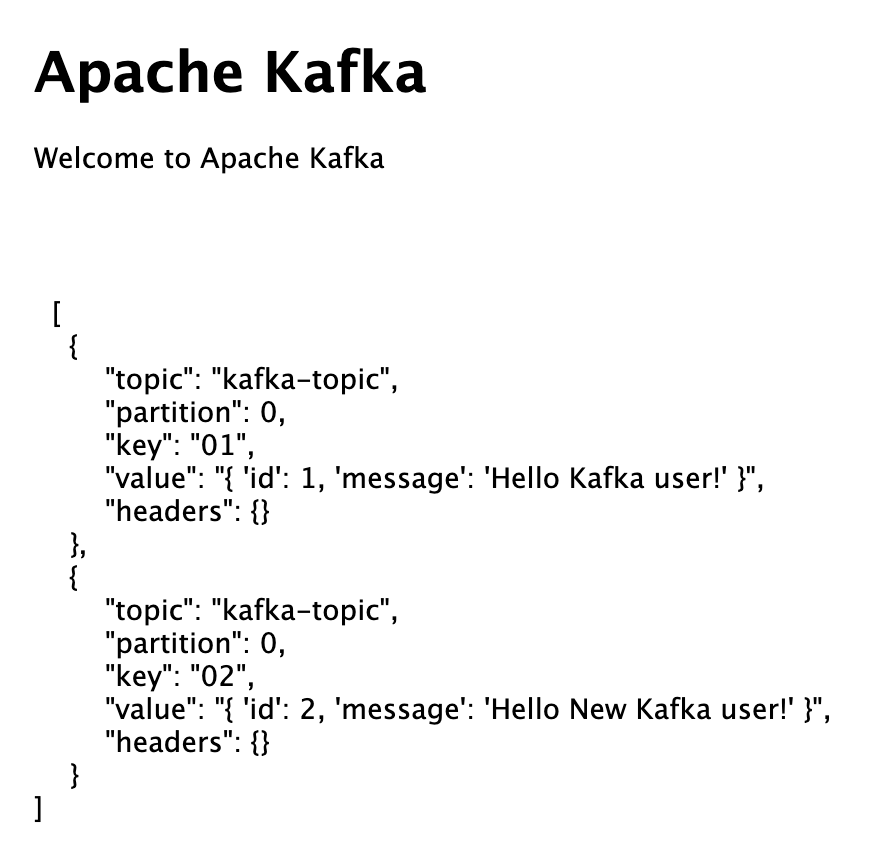 Apache Kafka
Welcome to Apache Kafka
[
{
"topic": "kafka-topic",
"partition": 0,
"key": "01",
"value": "{ 'id': 1, 'message': 'Hello Kafka user!' }",
"headers": {}
},
{
"topic": "kafka-topic",
"partition": 0,
"key": "02",
"value": "{ 'id': 2, 'message': 'Hello New Kafka user!' }",
"headers": {}
}
]